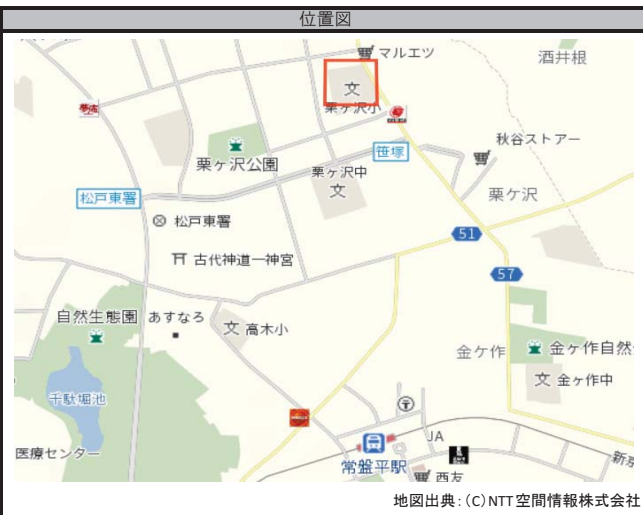 位置図
マルエツ
酒井根
文
栗ケ沢小
秋谷ストアー
栗ケ沢公園
栗ケ沢中
文
笹塚
栗ケ沢
松戸東署
松戸東署
51
古代神道一神宮
57
自然生態園
あすなろ
文 高木小
金ケ作
金ケ作自然
文 金ケ作中
千駄堀池
JA
医療センター
常盤平駅
西友
新京
地図出典:(C)NTT空間情報株式会社